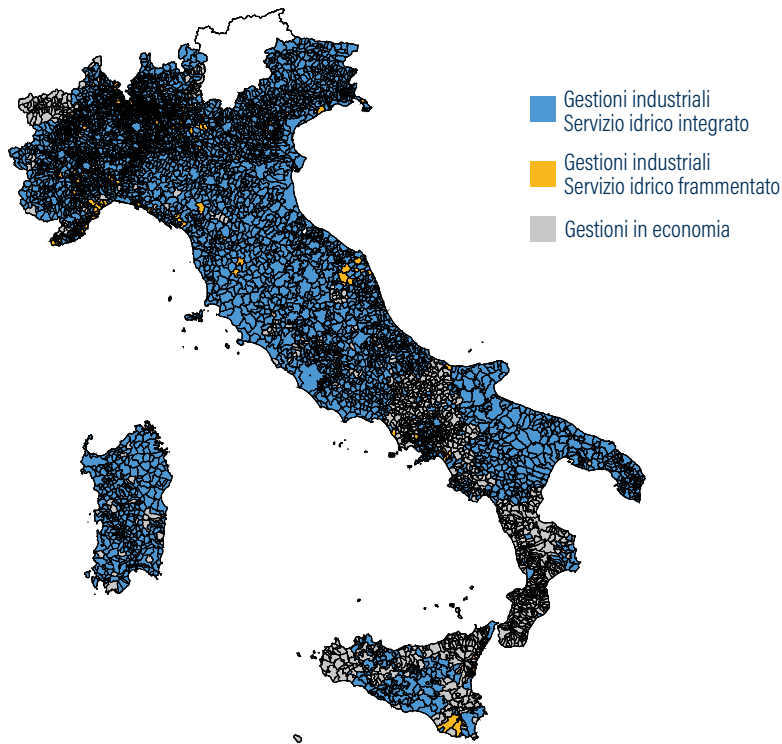 Gestioni industriali
Servizio idrico integrato
Gestioni industriali
Servizio idrico frammentato
Gestioni in economia